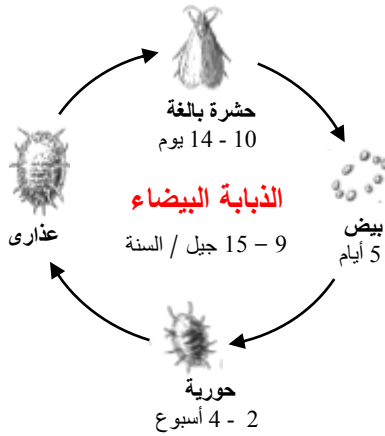 حشرة بالغة
10 - 14 يوم
الذبابة البيضاء
9 – 15 جيل / السنة
بيض
5 أيام
حورية
2 - 4 أسبوع
عذارى